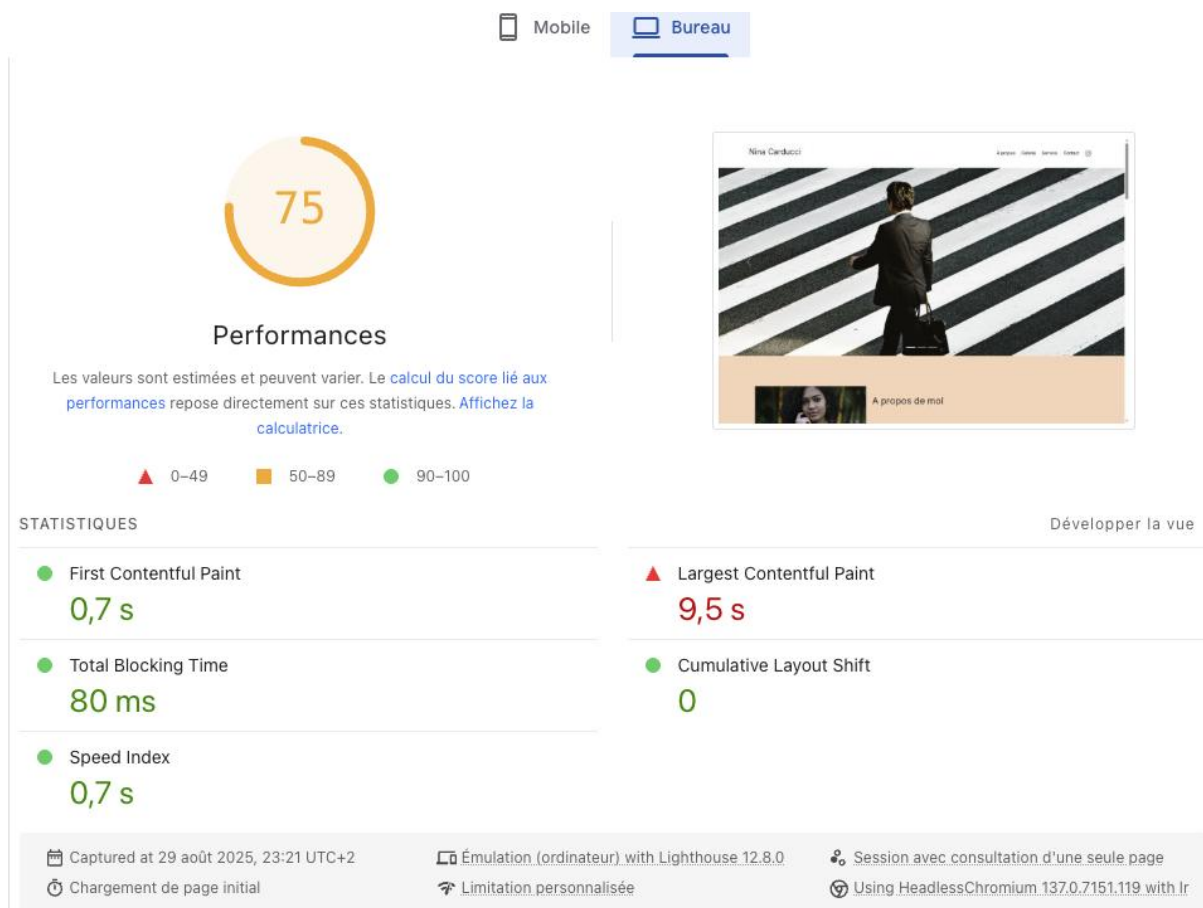 Mobile
Bureau
75
Performances
Les valeurs sont estimées et peuvent varier. Le calcul du score lié aux
performances repose directement sur ces statistiques. Affichez la
calculatrice.
0–49
50–89
90–100
Nina Carducci
A propos Galerie Services Contact
A propos de moi
STATISTIQUES
Développer la vue
First Contentful Paint
0,7 s
Largest Contentful Paint
9,5 s
Total Blocking Time
80 ms
Cumulative Layout Shift
0
Speed Index
0,7 s
Captured at 29 août 2025, 23:21 UTC+2
Émulation (ordinateur) with Lighthouse 12.8.0
Session avec consultation d'une seule page
Chargement de page initial
Limitation personnalisée
Using HeadlessChromium 137.0.7151.119 with lr